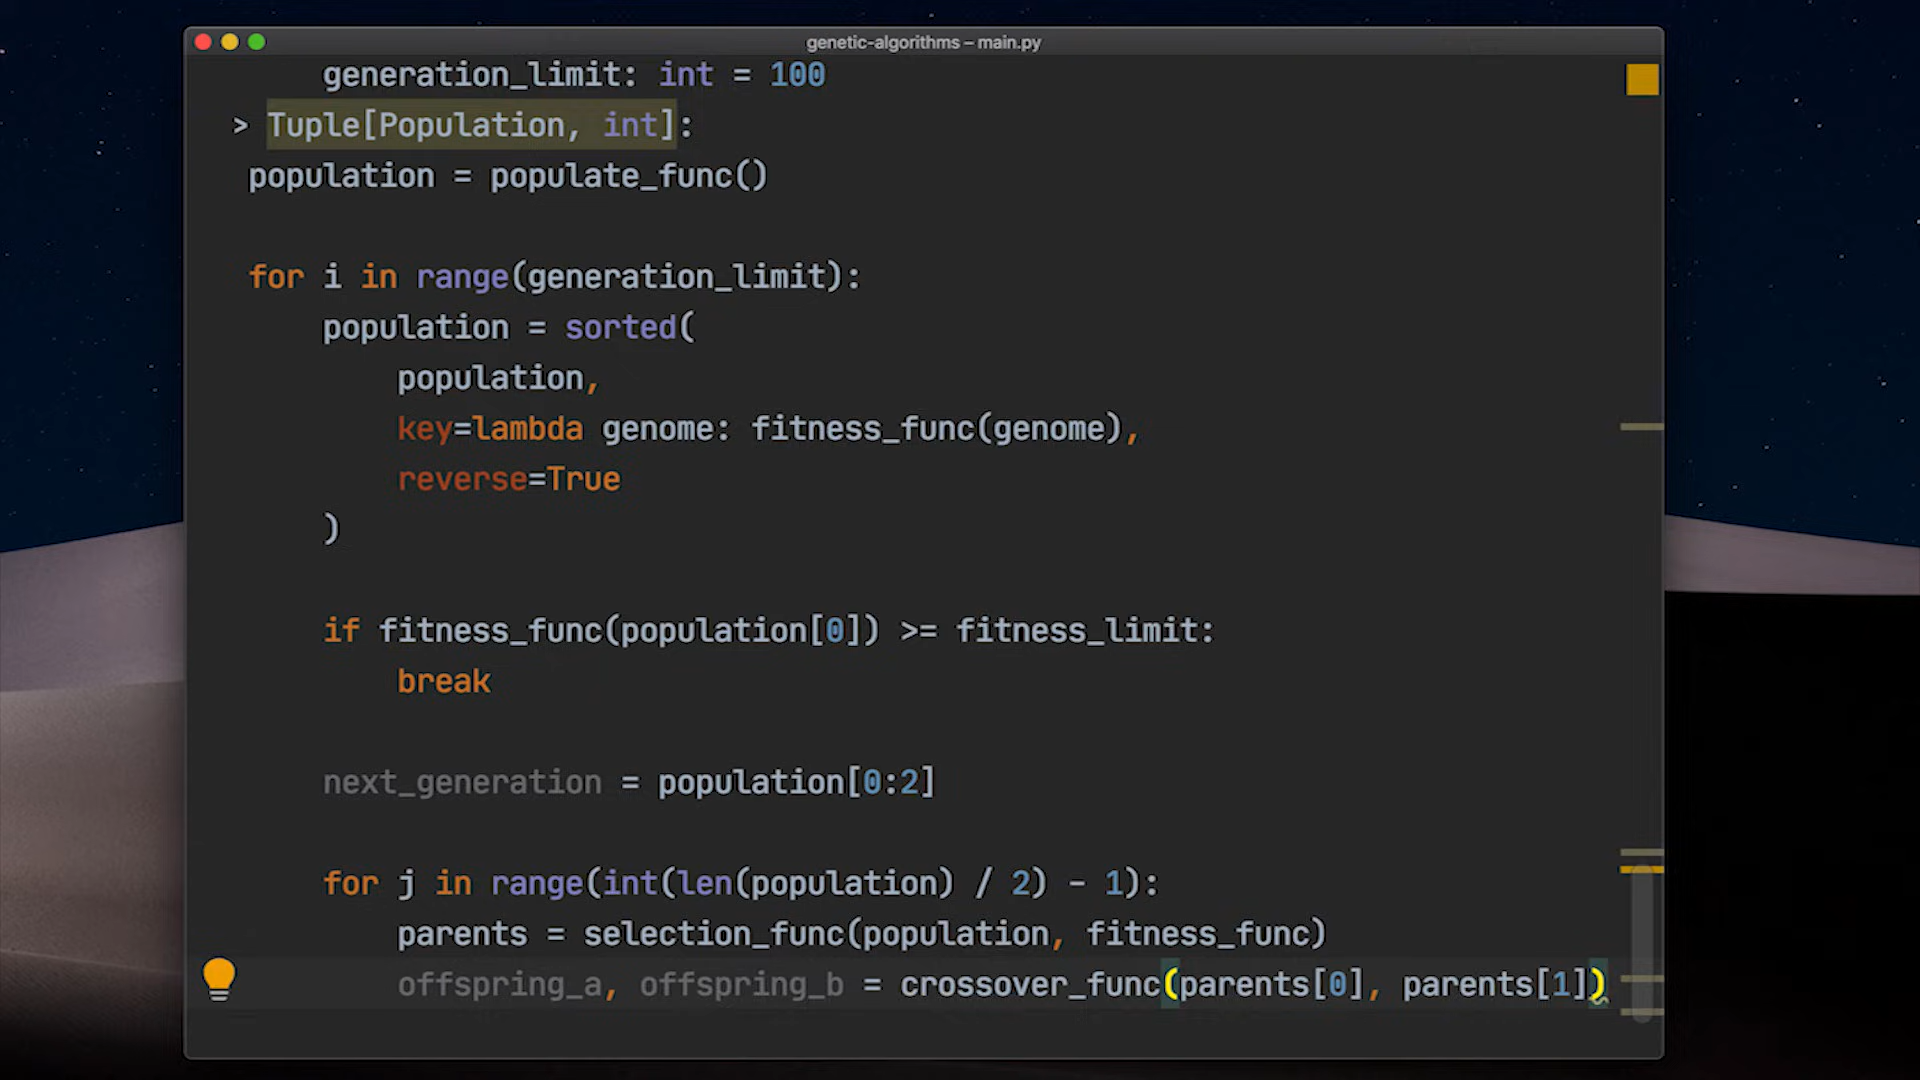 genetic-algorithms – main.py
generation_limit: int = 100
> Tuple[Population, int]:
population = populate_func()
for i in range(generation_limit):
population = sorted(
population,
key=lambda genome: fitness_func(genome),
reverse=True
)
if fitness_func(population[0]) >= fitness_limit:
break
next_generation = population[0:2]
for j in range(int(len(population) / 2) - 1):
parents = selection_func(population, fitness_func)
offspring_a, offspring_b = crossover_func(parents[0], parents[1])